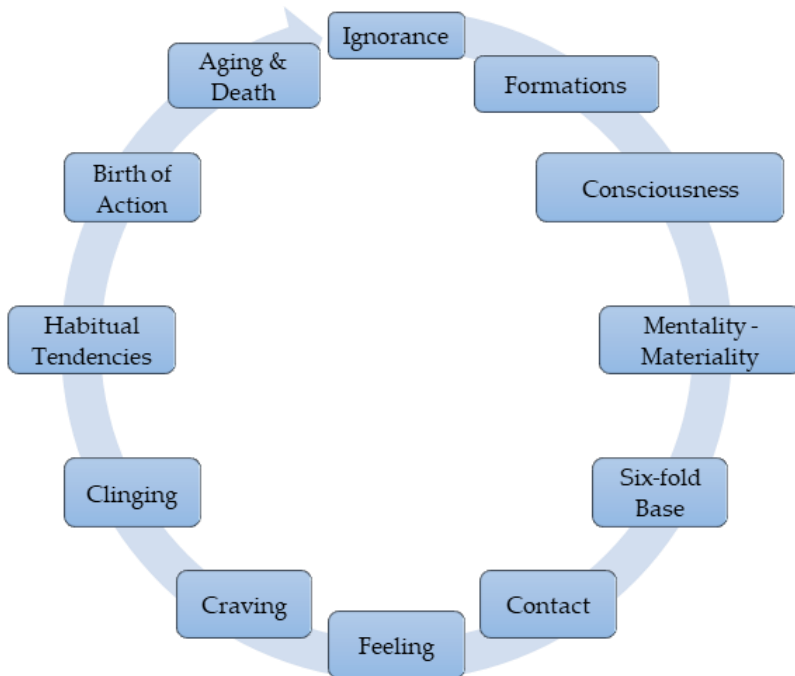 Ignorance
Formations
Consciousness
Mentality -
Materiality
Six-fold
Base
Contact
Feeling
Craving
Clinging
Habitual
Tendencies
Birth of
Action
Aging &
Death